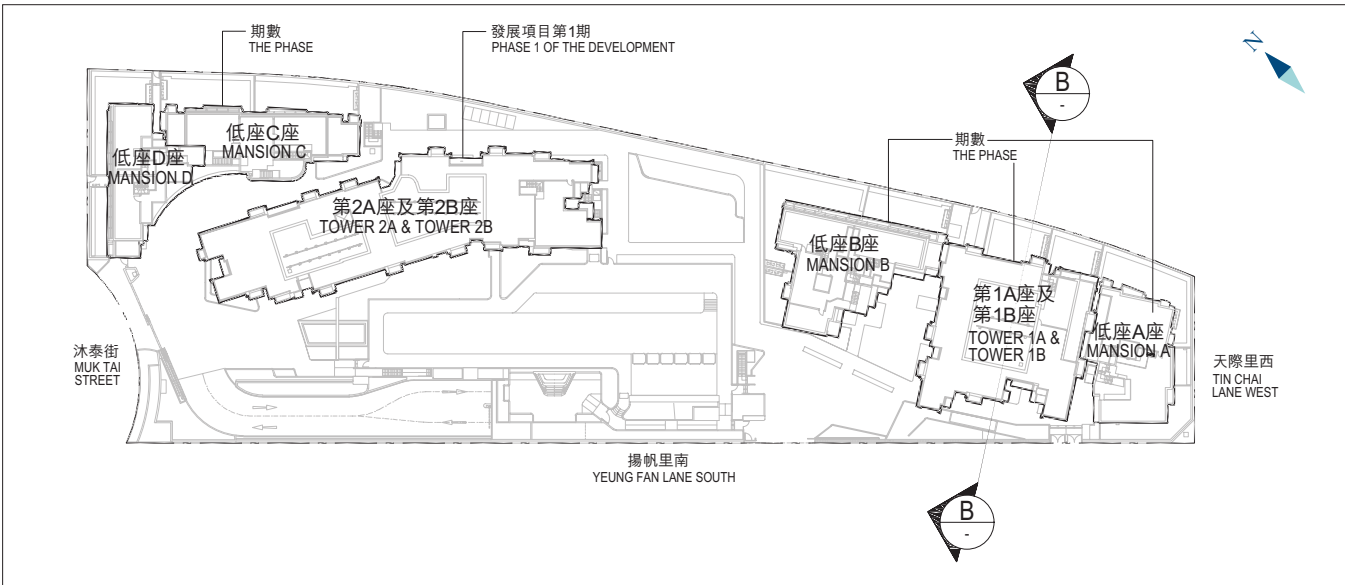 期數
THE PHASE
發展項目第1期
PHASE 1 OF THE DEVELOPMENT
N
B
-
低座C座
MANSION C
低座D座
MANSION D
第2A座及第2B座
TOWER 2A & TOWER 2B
期數
THE PHASE
低座B座
MANSION B
第1A座及
第1B座
TOWER 1A &
TOWER 1B
低座A座
MANSION A
沐泰街
MUK TAI
STREET
天際里西
TIN CHAI
LANE WEST
揚帆里南
YEUNG FAN LANE SOUTH
B
-